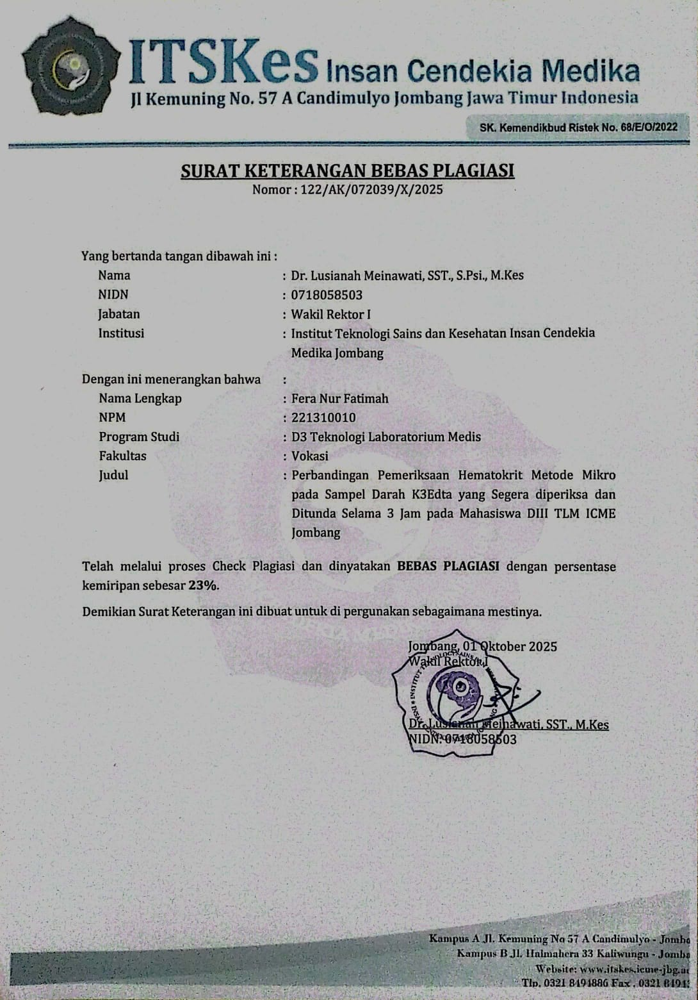 ITSKes Insan Cendekia Medika
Jl Kemuning No. 57 A Candimulyo Jombang Jawa Timur Indonesia
SK. Kemendikbud Ristek No. 68/E/O/2022
SURAT KETERANGAN BEBAS PLAGIASI
Nomor : 122/AK/072039/X/2025
Yang bertanda tangan dibawah ini :
Nama : Dr. Lusianah Meinawati, SST., S.Psi., M.Kes
NIDN : 0718058503
Jabatan : Wakil Rektor I
Institusi : Institut Teknologi Sains dan Kesehatan Insan Cendekia
Medika Jombang
Dengan ini menerangkan bahwa :
Nama Lengkap : Fera Nur Fatimah
NPM : 221310010
Program Studi : D3 Teknologi Laboratorium Medis
Fakultas : Vokasi
Judul : Perbandingan Pemeriksaan Hematokrit Metode Mikro
pada Sampel Darah K3Edta yang Segera diperiksa dan
Ditunda Selama 3 Jam pada Mahasiswa DIII TLM ICME
Jombang
Telah melalui proses Check Plagiasi dan dinyatakan BEBAS PLAGIASI dengan persentase
kemiripan sebesar 23%.
Demikian Surat Keterangan ini dibuat untuk di pergunakan sebagaimana mestinya.
Jombang, 01 Oktober 2025
Wakil Rektor I
Dr. Lusianah Meinawati, SST., M.Kes
NIDN: 0718058503
Kampus A Jl. Kemuning No 57 A Candimulyo - Jomba
Kampus B Jl. Halmahera 33 Kaliwungu - Jomba
Website: www.itskes.icme-jbg.ac
Tlp. 0321 8494886 Fax . 0321 8494